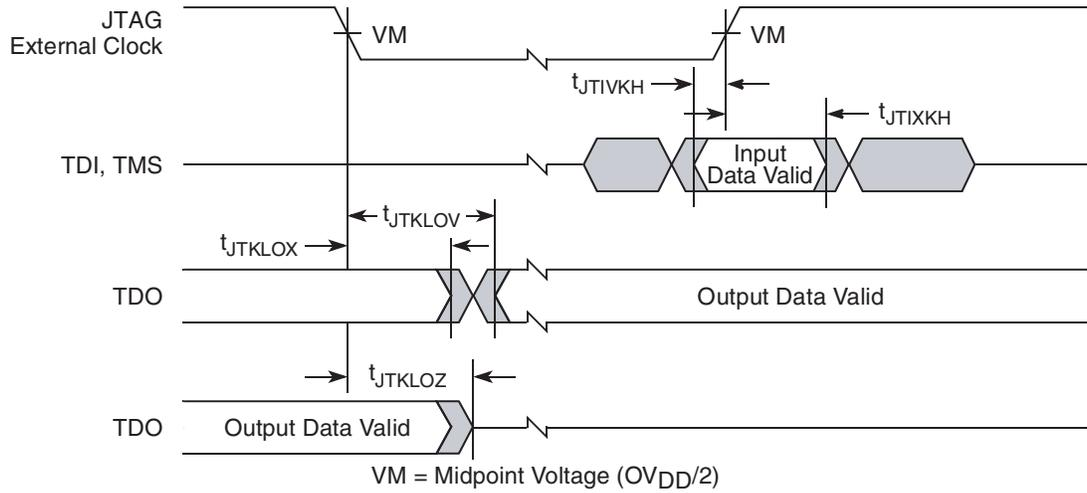 JTAG
External Clock
VM
VM
tJTIVKH
tJTIXKH
TDI, TMS
Input
Data Valid
tJTKLOV
tJTKLOX
TDO
Output Data Valid
tJTKLOZ
TDO
Output Data Valid
VM = Midpoint Voltage (OVDD/2)